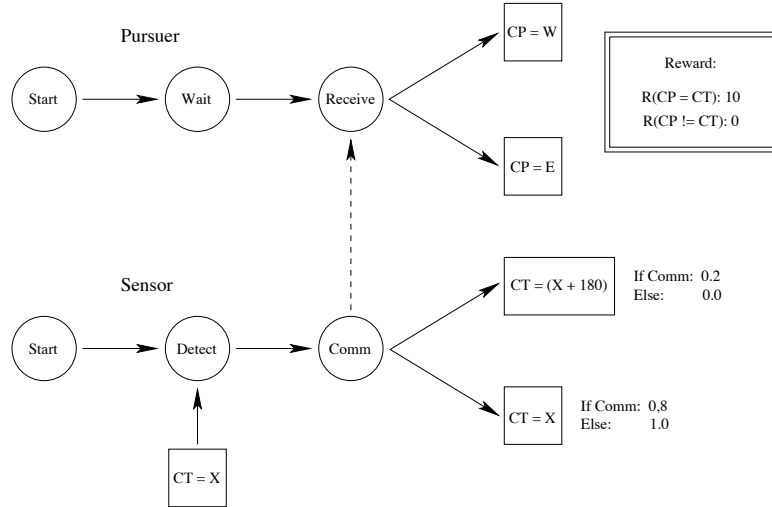 Pursuer
Start
Wait
Receive
CP = W
CP = E
Reward:
R(CP = CT): 10
R(CP != CT): 0
Sensor
Start
Detect
Comm
CT = (X + 180)
If Comm: 0.2
Else: 0.0
CT = X
If Comm: 0,8
Else: 1.0
CT = X